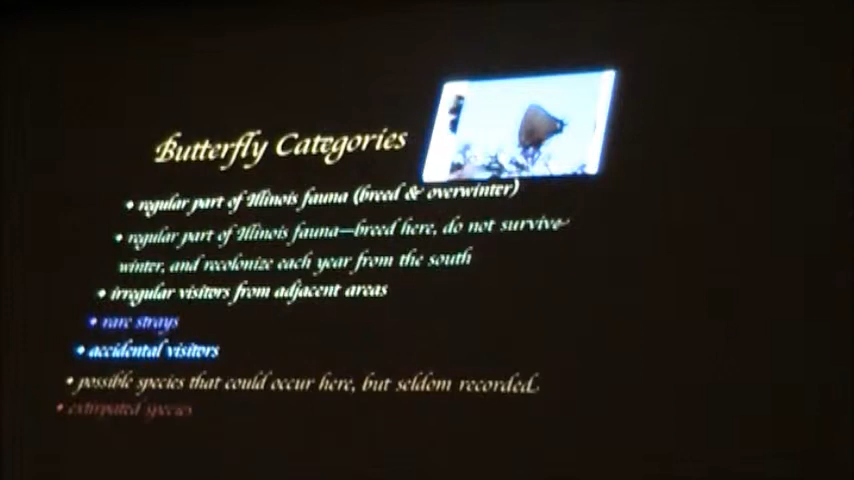 Butterfly Categories
• regular part of Illinois fauna (breed & overwinter)
• regular part of Illinois fauna—breed here, do not survive
winter, and recolonize each year from the south
• irregular visitors from adjacent areas
• rare strays
• accidental visitors
• possible species that could occur here, but seldom recorded
• extirpated species